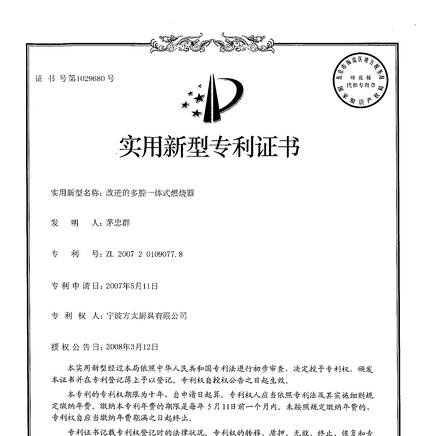 证 书 号 第1029680号
印 花 税
代扣专用章
实用新型专利证书
实用新型名称：改进的多腔一体式燃烧器
发 明 人：茅忠群
专 利 号：ZL 2007 2 0109077.8
专利申请日：2007年5月11日
专 利 权 人：宁波方太厨具有限公司
授权公告日：2008年3月12日
本实用新型经过本局依照中华人民共和国专利法进行初步审查，决定授予专利权，颁发
本证书并在专利登记簿上予以登记。专利权自授权公告之日起生效。
本专利的专利权期限为十年，自申请日起算。专利权人应当依照专利法及其实施细则规
定缴纳年费。缴纳本专利年费的期限是每年 5 月 11 日前一个月内。未按照规定缴纳年费的，
专利权自应当缴纳年费期满之日起终止。
专利证书记载专利权登记时的法律状况。专利权的转移、质押、无效、终止、恢复和专